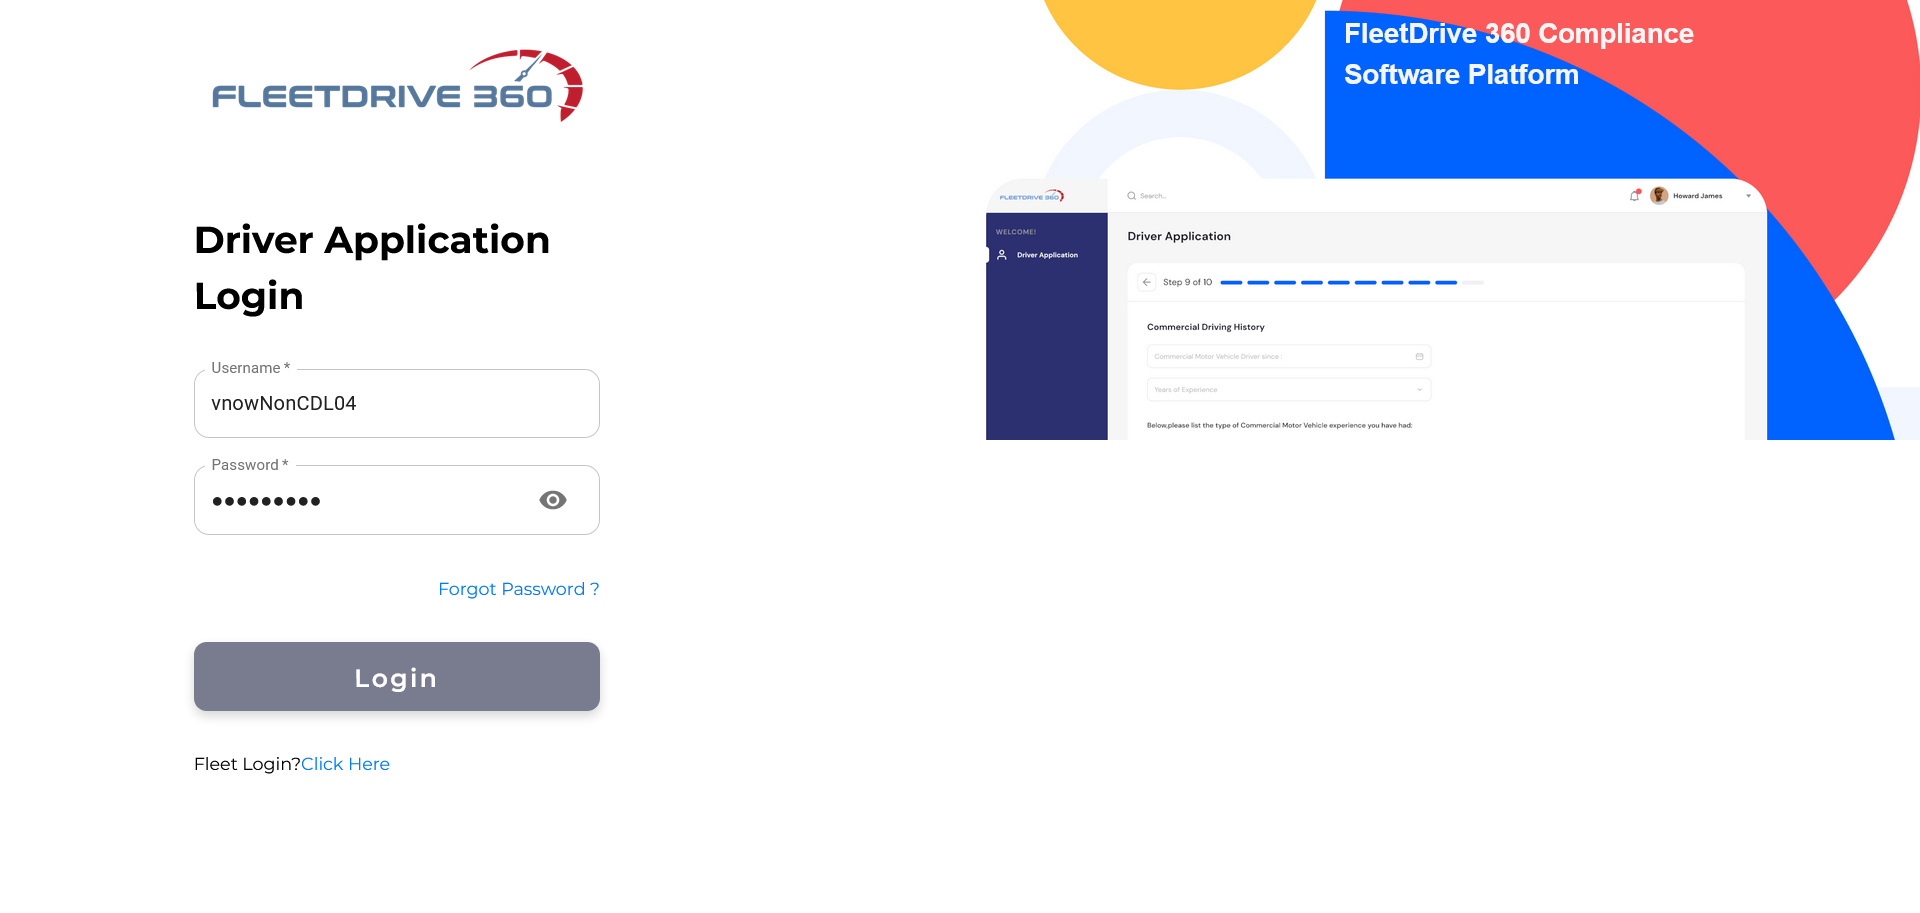 FLEETDRIVE 360
Driver Application
Login
Username *
vnowNonCDL04
Password *
•••••••••
Forgot Password ?
Login
Fleet Login?Click Here
FleetDrive 360 Compliance
Software Platform
FLEETDRIVE 360
Search...
Howard James
WELCOME!
Driver Application
Driver Application
Step 9 of 10
Commercial Driving History
Commercial Motor Vehicle Driver since :
Years of Experience
Below,please list the type of Commercial Motor Vehicle experience you have had: